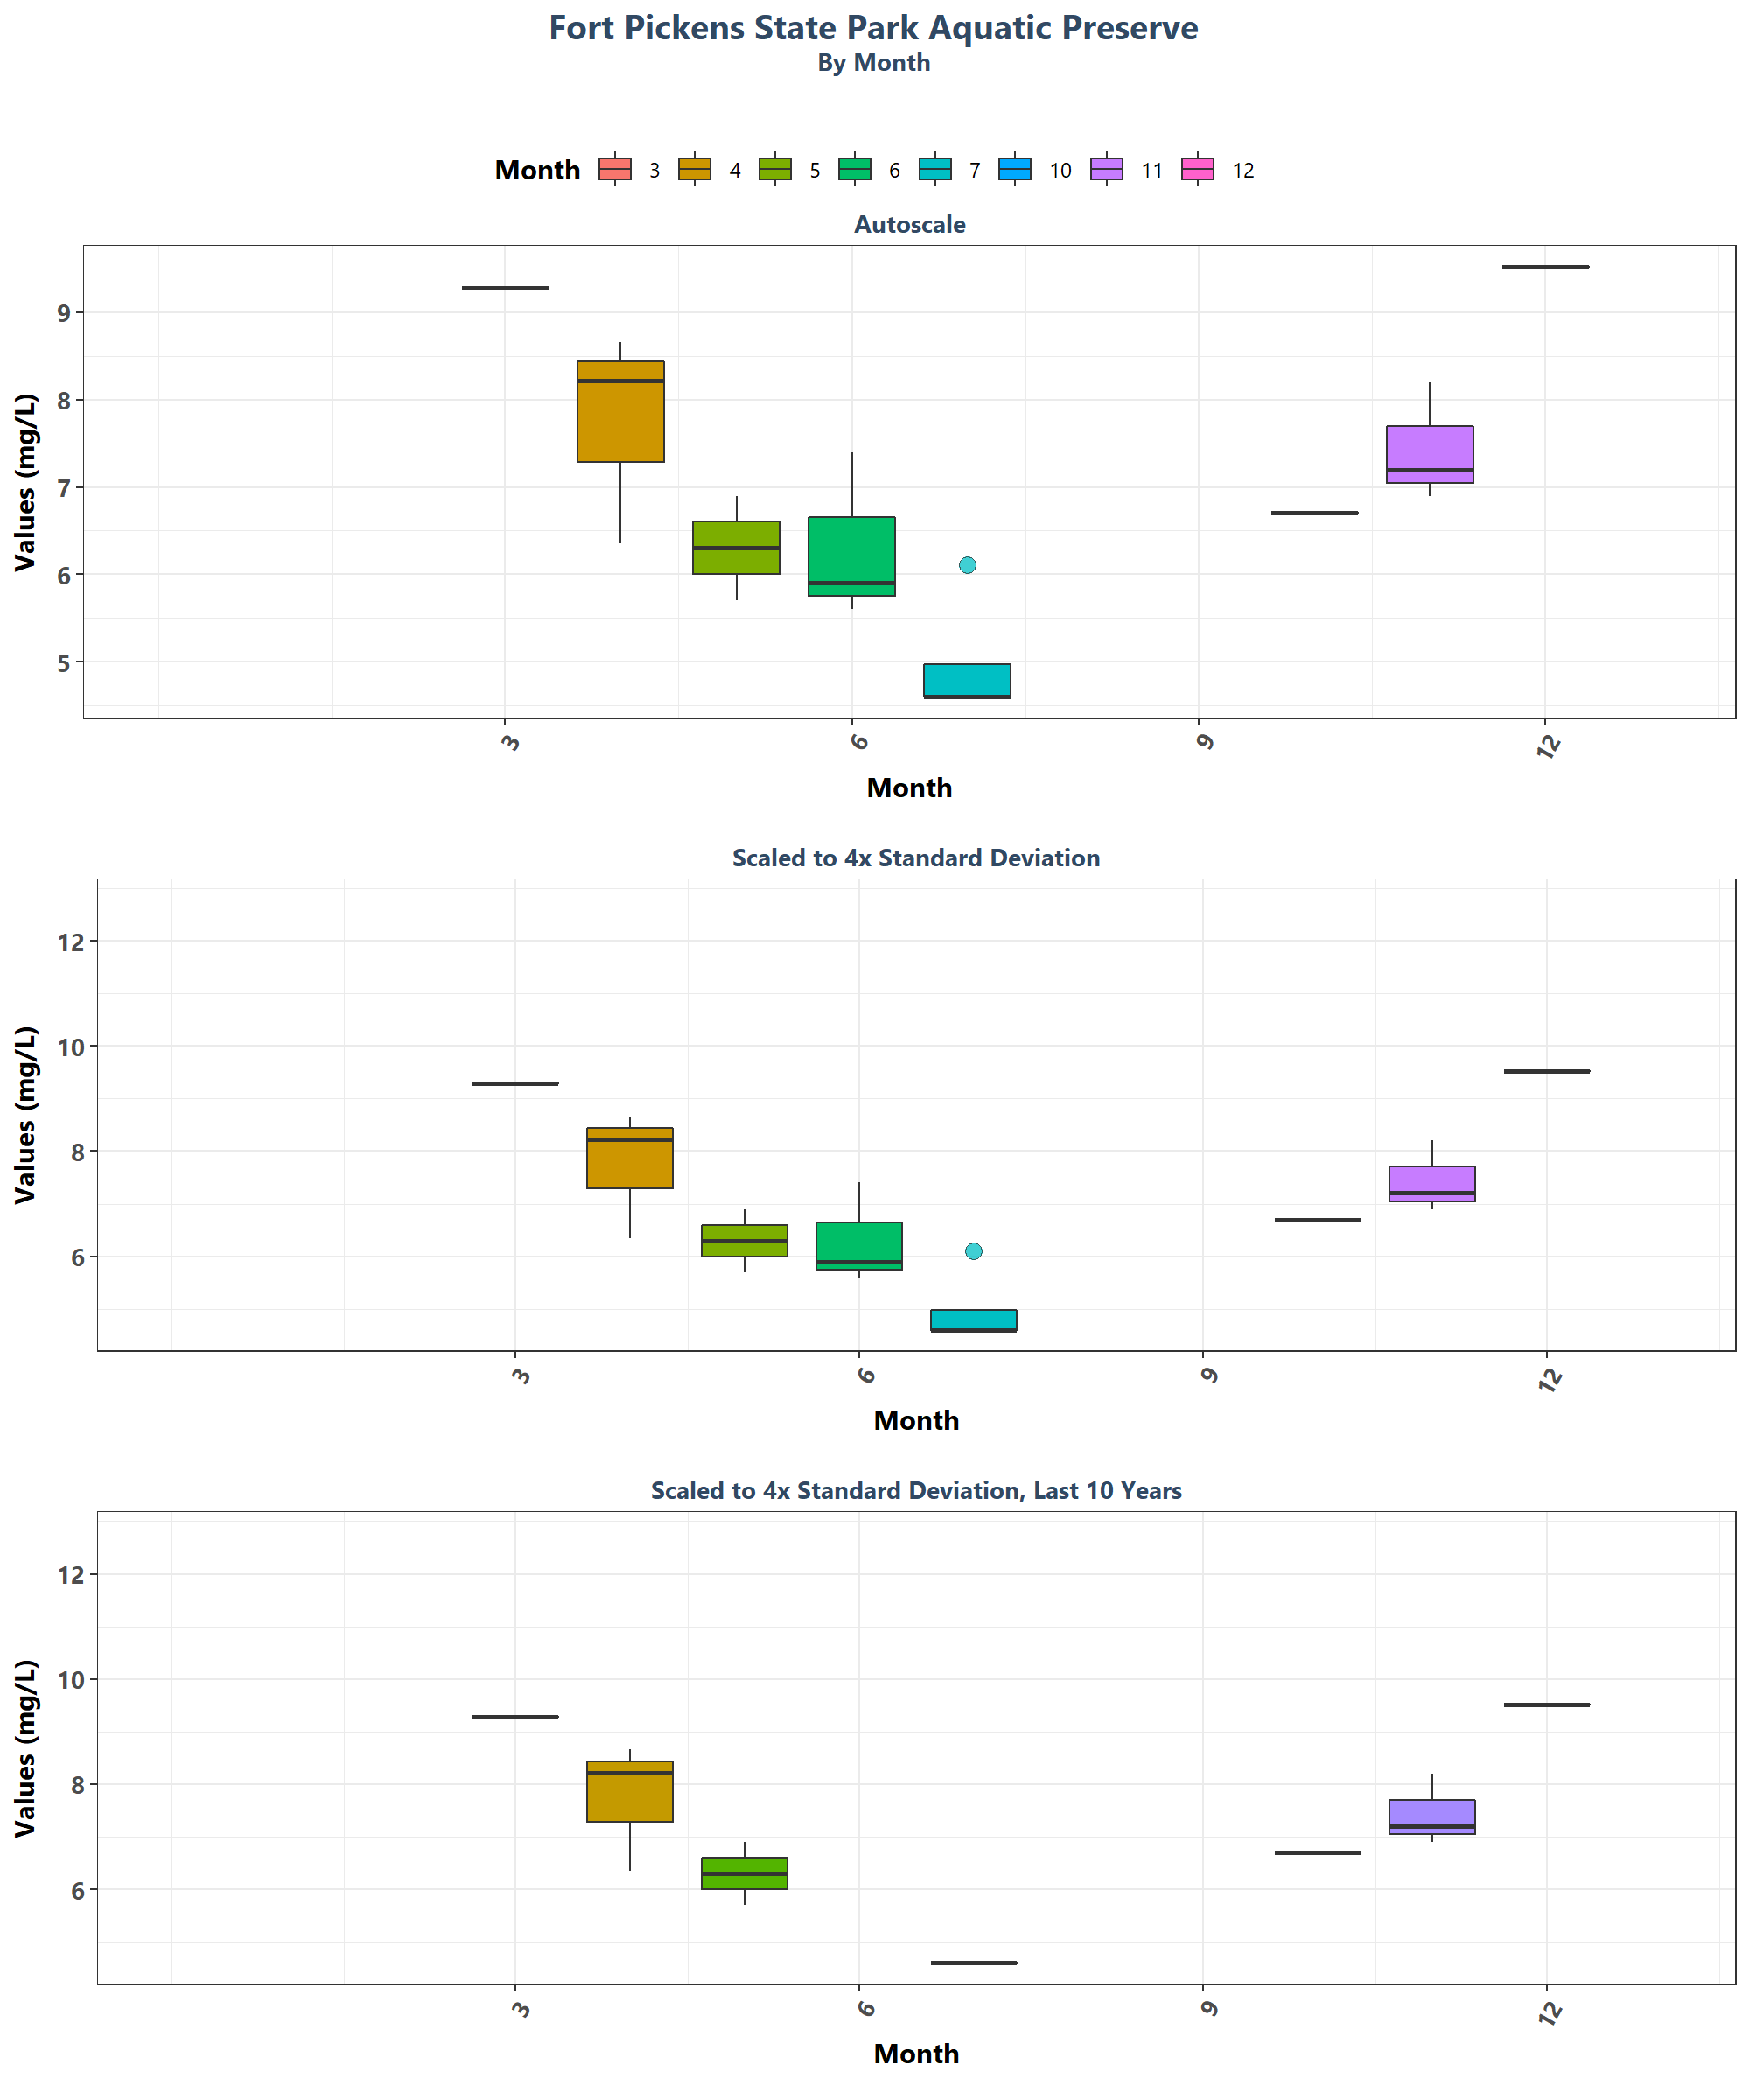 Fort Pickens State Park Aquatic Preserve
By Month
Month 3 4 5 6 7 10 11 12
Autoscale
Values (mg/L)
9
8
7
6
5
3 6 9 12
Month
Scaled to 4x Standard Deviation
Values (mg/L)
12
10
8
6
3 6 9 12
Month
Scaled to 4x Standard Deviation, Last 10 Years
Values (mg/L)
12
10
8
6
3 6 9 12
Month